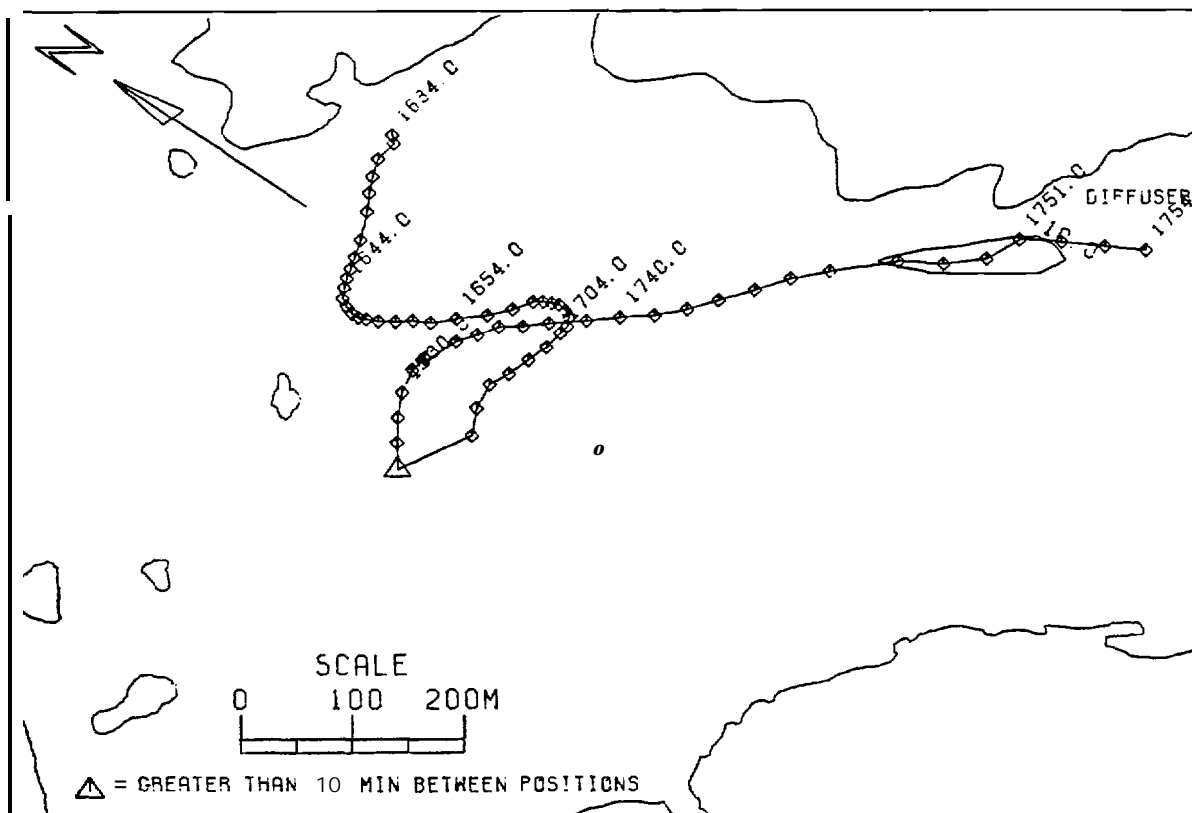 N
1634.0
1644.0
1654.0
1704.0
1740.0
1751.0
DIFFUSER
1754
o
SCALE
0 100 200M
= GREATER THAN 10 MIN BETWEEN POSITIONS